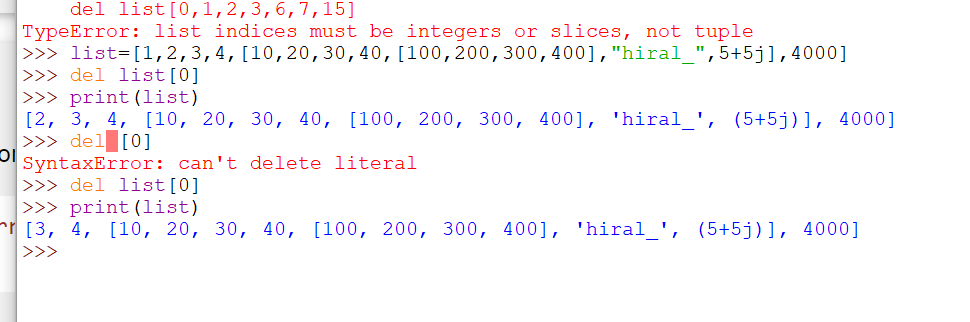 del list[0,1,2,3,6,7,15]
TypeError: list indices must be integers or slices, not tuple
>>> list=[1,2,3,4,[10,20,30,40,[100,200,300,400],"hiral_",5+5j],4000]
>>> del list[0]
>>> print(list)
[2, 3, 4, [10, 20, 30, 40, [100, 200, 300, 400], 'hiral_', (5+5j)], 4000]
>>> del [0]
SyntaxError: can't delete literal
>>> del list[0]
>>> print(list)
[3, 4, [10, 20, 30, 40, [100, 200, 300, 400], 'hiral_', (5+5j)], 4000]
>>>